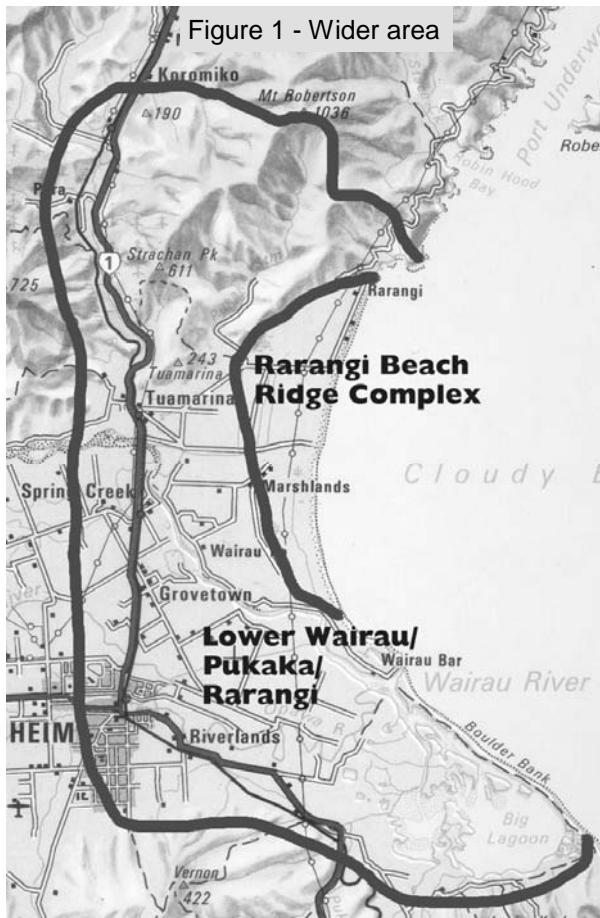 Figure 1 - Wider area
Koromiko
190
Mt Robertson
1036
Port Underwo
Robe
Robin Hood
Bay
Para
Strachan Pk
611
1
725
Rarangi
243
Tuamarina
Tuamarina
Rarangi Beach
Ridge Complex
Cloudy B
Spring Creek
Marshlands
Wairau
Grovetown
Lower Wairau/
Pukaka/
Rarangi
Wairau Bar
Wairau River
HEIM
Riverlands
Boulder Bank
Big
Lagoon
Vernon
422